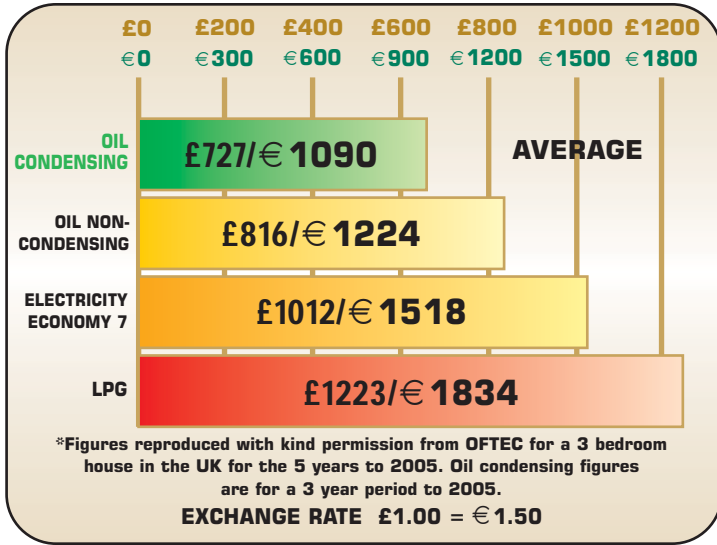 £0 £200 £400 £600 £800 £1000 £1200
€0 €300 €600 €900 €1200 €1500 €1800
OIL
CONDENSING
£727/€1090
AVERAGE
OIL NON-
CONDENSING
£816/€1224
ELECTRICITY
ECONOMY 7
£1012/€1518
LPG
£1223/€1834
*Figures reproduced with kind permission from OFTEC for a 3 bedroom
house in the UK for the 5 years to 2005. Oil condensing figures
are for a 3 year period to 2005.
EXCHANGE RATE £1.00 = €1.50